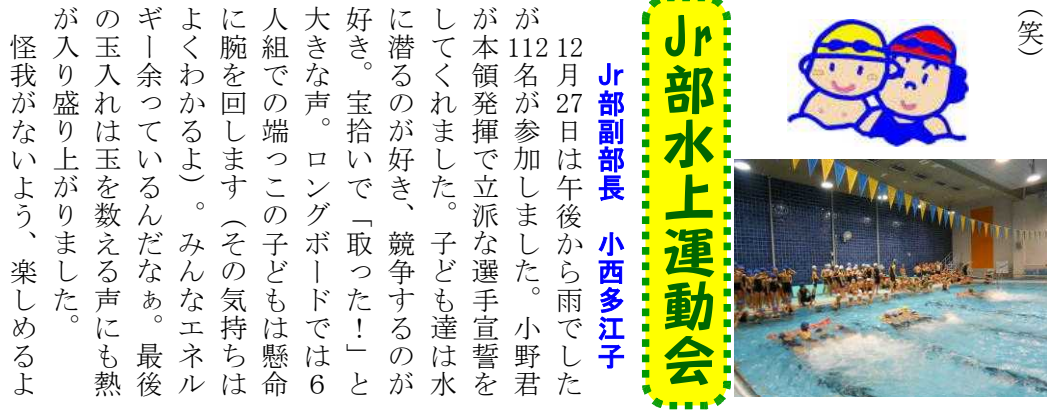 （笑）
Jr部水上運動会
Jr部副部長　小西多江子
12月27日は午後から雨でした
が112名が参加しました。小野君
が本領発揮で立派な選手宣誓を
してくれました。子ども達は水
に潜るのが好き、競争するのが
好き。宝拾いで「取った！」と
大きな声。ロングボードでは６
人組での端っこの子どもは懸命
に腕を回します（その気持ちは
よくわかるよ）。みんなエネル
ギー余っているんだなぁ。最後
の玉入れは玉を数える声にも熱
が入り盛り上がりました。
怪我がないよう、楽しめるよ